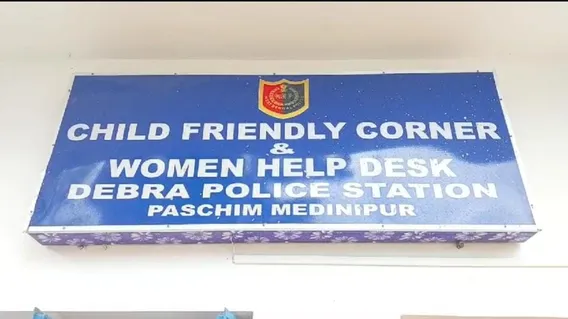 CHILD FRIENDLY CORNER
&
WOMEN HELP DESK
DEBRA POLICE STATION
PASCHIM MEDINIPUR